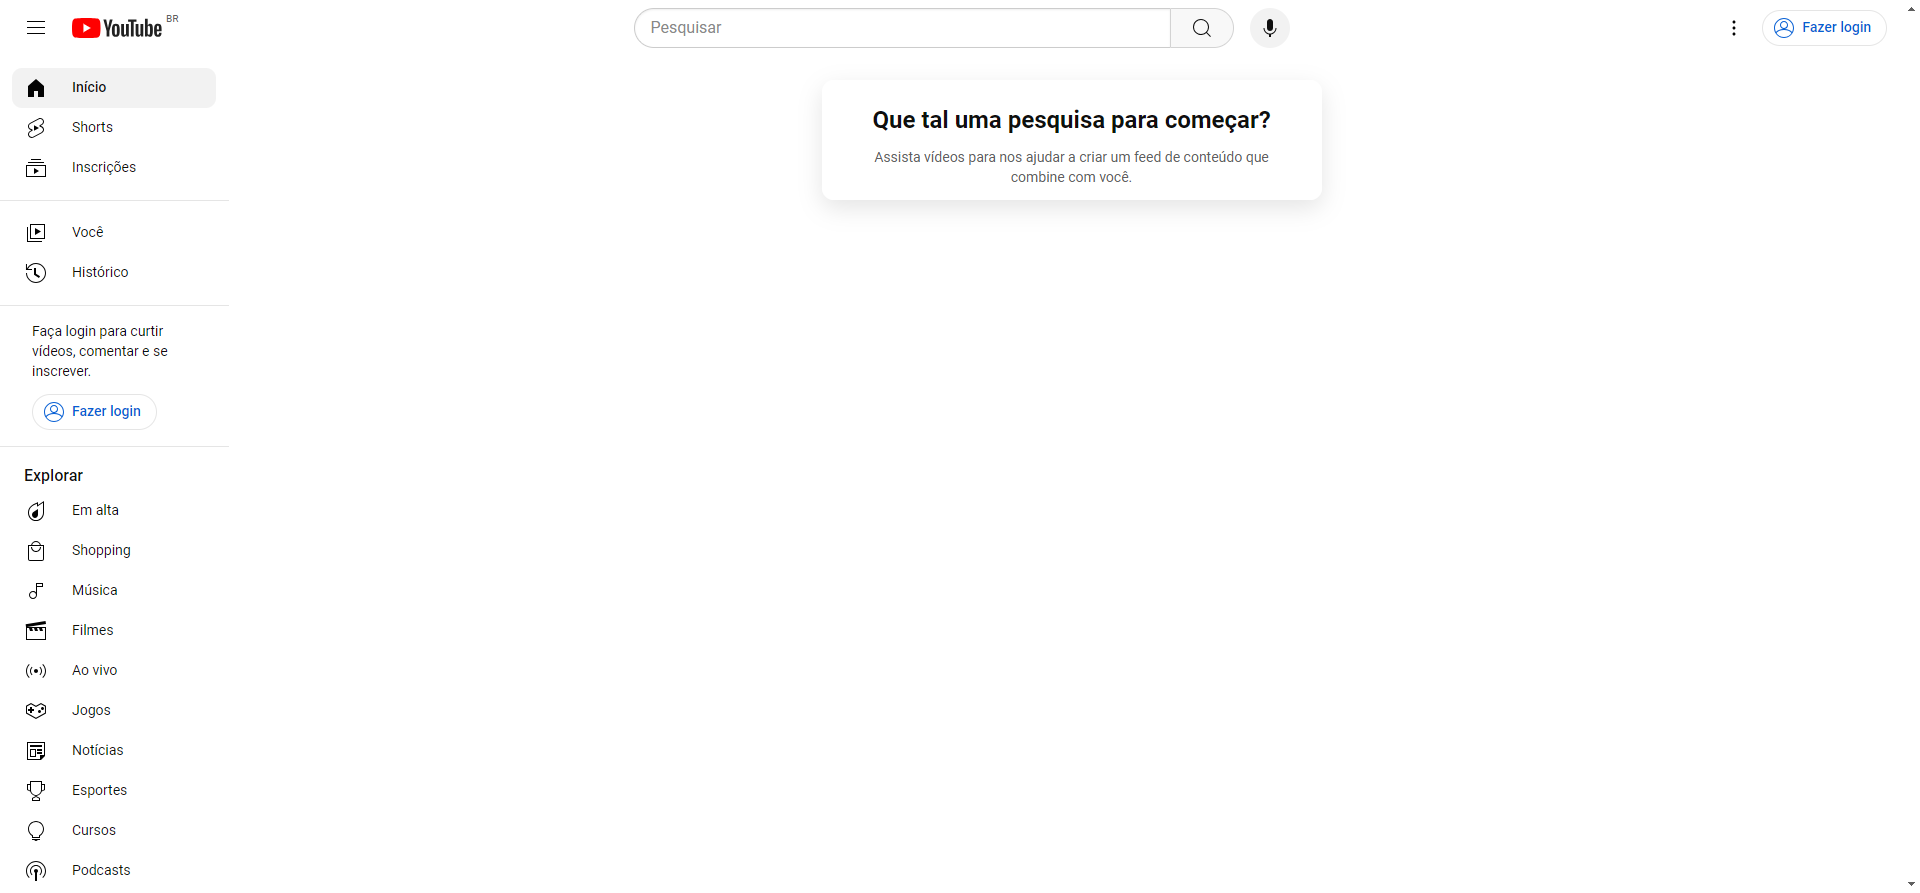 YouTube BR
Pesquisar
Fazer login
Início
Shorts
Inscrições
Você
Histórico
Faça login para curtir
vídeos, comentar e se
inscrever.
Fazer login
Explorar
Em alta
Shopping
Música
Filmes
Ao vivo
Jogos
Notícias
Esportes
Cursos
Podcasts
Que tal uma pesquisa para começar?
Assista vídeos para nos ajudar a criar um feed de conteúdo que
combine com você.